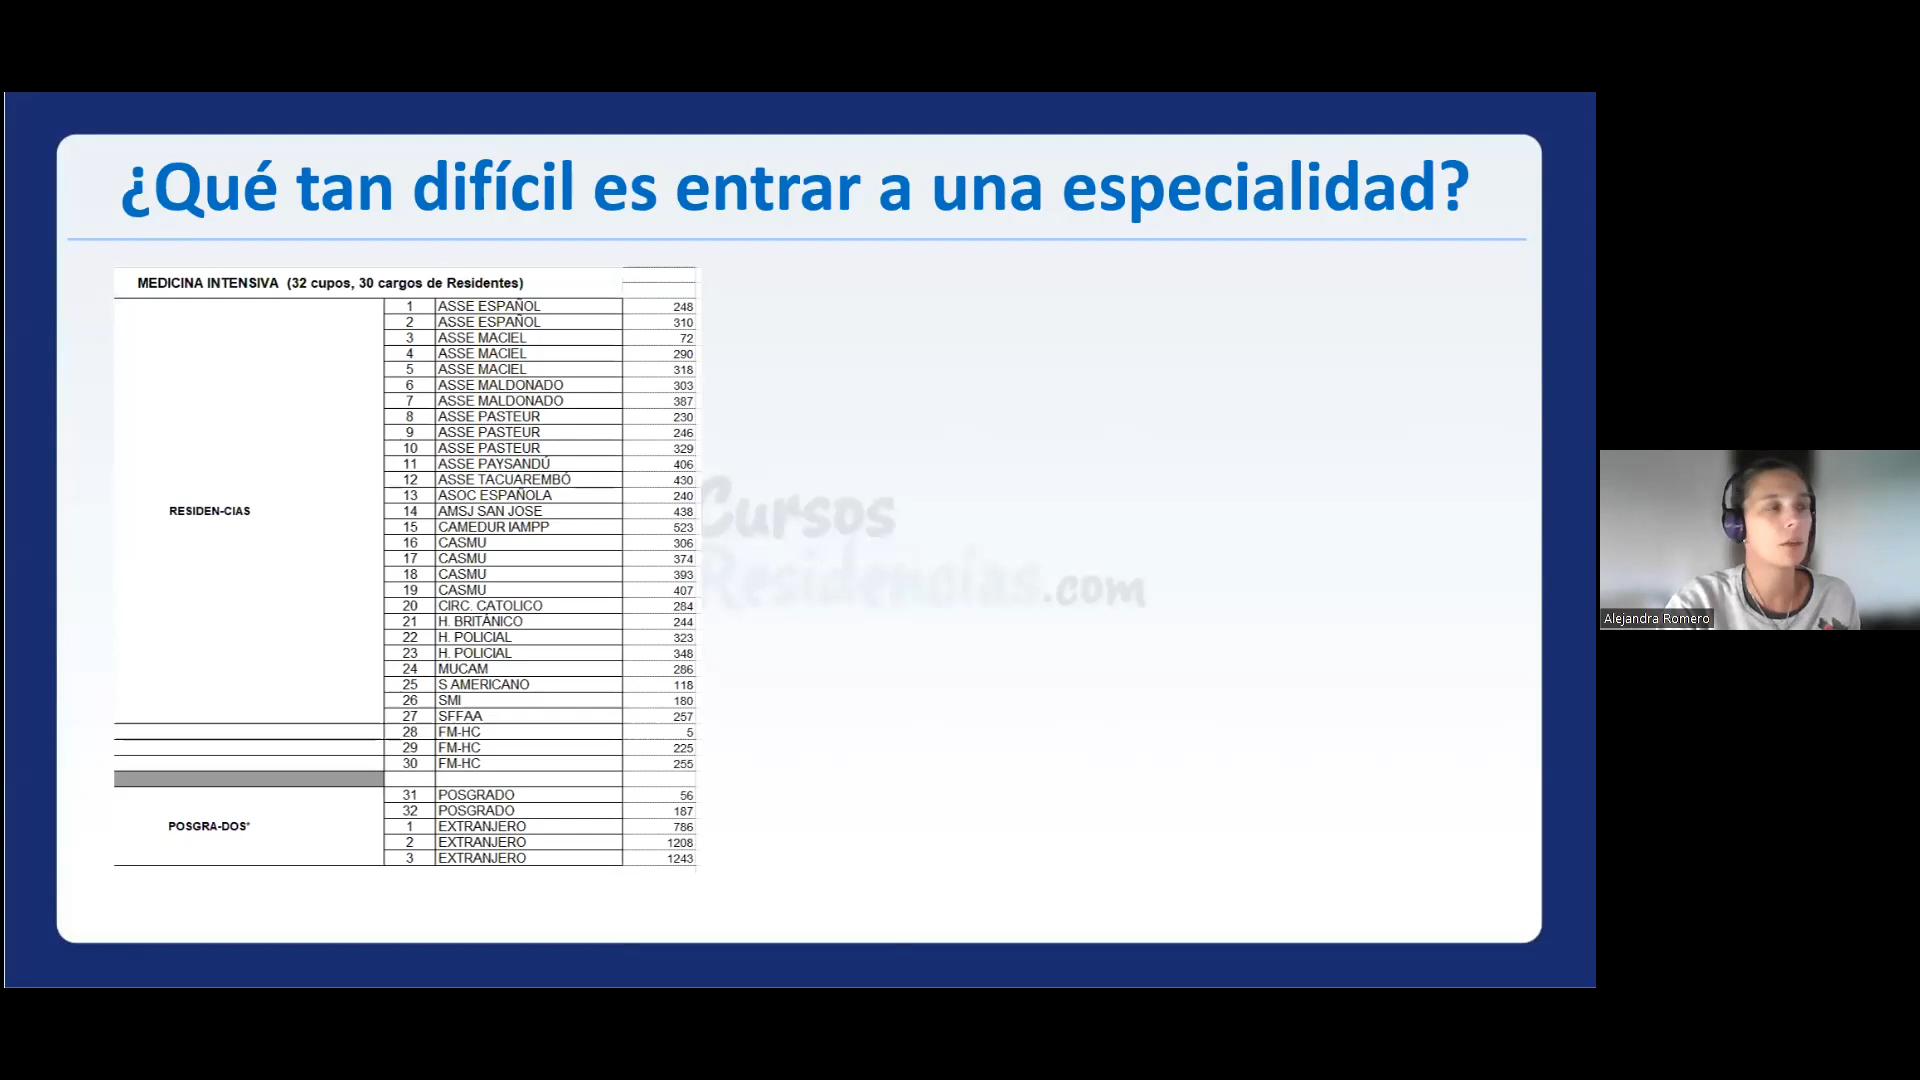 ¿Qué tan difícil es entrar a una especialidad?
MEDICINA INTENSIVA (32 cupos, 30 cargos de Residentes)
RESIDEN-CIAS
1 ASSE ESPAÑOL 248
2 ASSE ESPAÑOL 310
3 ASSE MACIEL 72
4 ASSE MACIEL 290
5 ASSE MACIEL 318
6 ASSE MALDONADO 303
7 ASSE MALDONADO 387
8 ASSE PASTEUR 230
9 ASSE PASTEUR 246
10 ASSE PASTEUR 329
11 ASSE PAYSANDÚ 406
12 ASSE TACUAREMBÓ 430
13 ASOC ESPAÑOLA 240
14 AMSJ SAN JOSE 438
15 CAMEDUR IAMPP 523
16 CASMU 306
17 CASMU 374
18 CASMU 393
19 CASMU 407
20 CIRC. CATOLICO 284
21 H. BRITÁNICO 244
22 H. POLICIAL 323
23 H. POLICIAL 348
24 MUCAM 286
25 S AMERICANO 118
26 SMI 180
27 SFFAA 257
28 FM-HC 5
29 FM-HC 225
30 FM-HC 255
POSGRA-DOS*
31 POSGRADO 56
32 POSGRADO 187
1 EXTRANJERO 786
2 EXTRANJERO 1208
3 EXTRANJERO 1243
Cursos
Residencias.com
Alejandra Romero